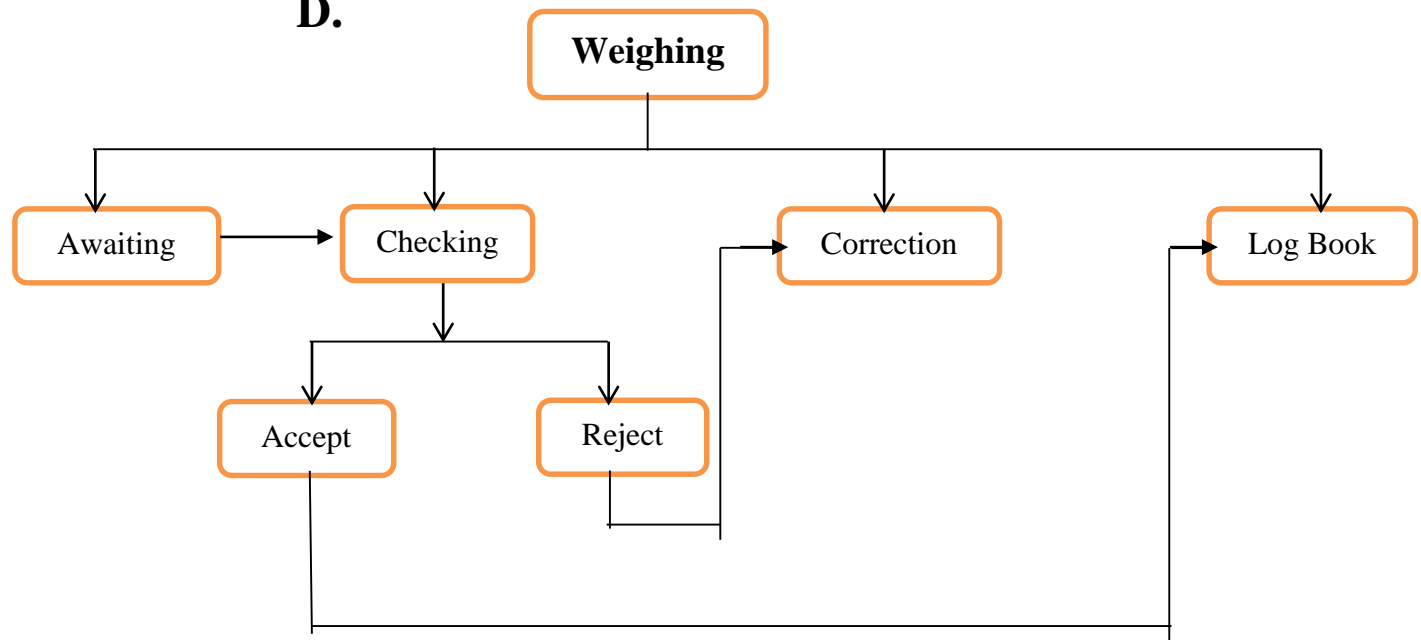 D.
Weighing
Awaiting
Checking
Correction
Log Book
Accept
Reject